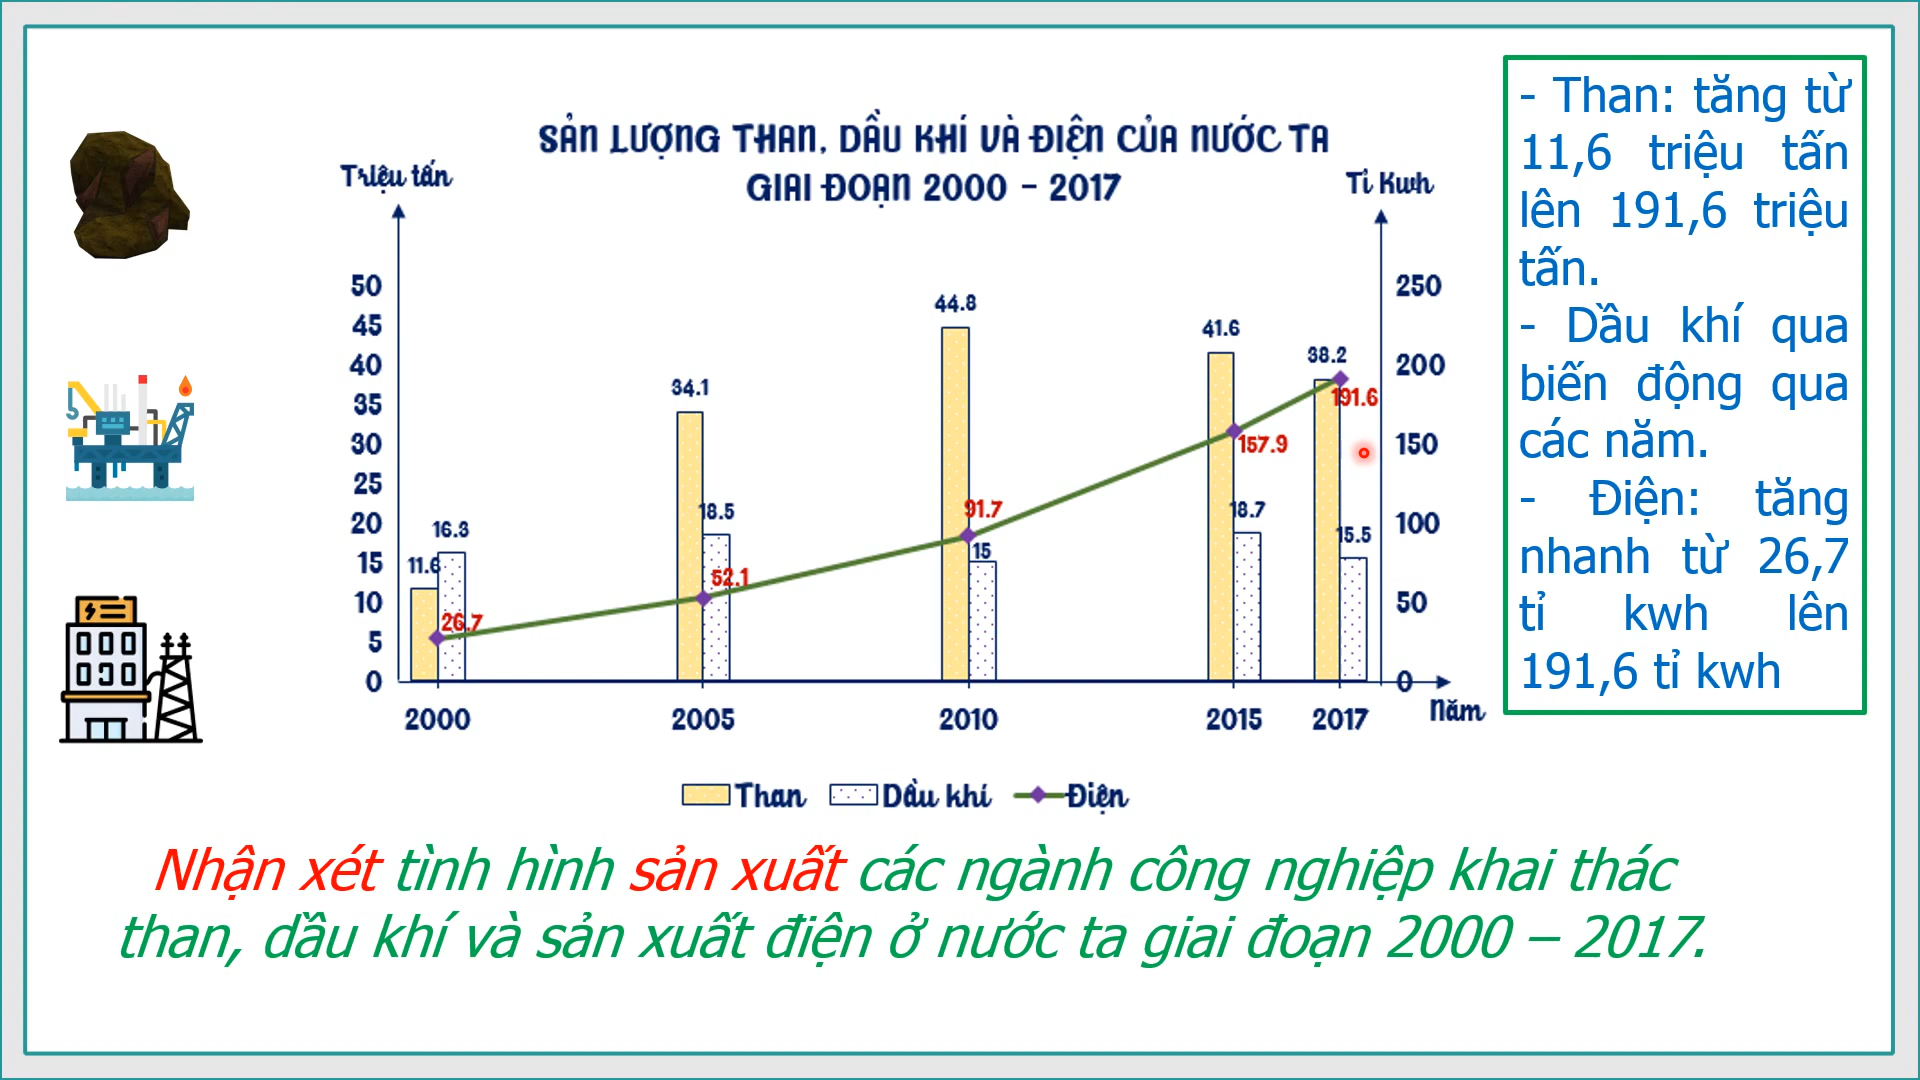 SẢN LƯỢNG THAN, DẦU KHÍ VÀ ĐIỆN CỦA NƯỚC TA
GIAI ĐOẠN 2000 - 2017
Triệu tấn
Tỉ Kwh
50
45
40
35
30
25
20
15
10
5
0
250
200
150
100
50
0
11.6
16.3
26.7
34.1
18.5
52.1
44.8
91.7
15
41.6
157.9
18.7
38.2
191.6
15.5
2000
2005
2010
2015
2017
Năm
Than
Dầu khí
Điện
- Than: tăng từ
11,6 triệu tấn
lên 191,6 triệu
tấn.
- Dầu khí qua
biến động qua
các năm.
- Điện: tăng
nhanh từ 26,7
tỉ kwh lên
191,6 tỉ kwh
Nhận xét tình hình sản xuất các ngành công nghiệp khai thác
than, dầu khí và sản xuất điện ở nước ta giai đoạn 2000 – 2017.